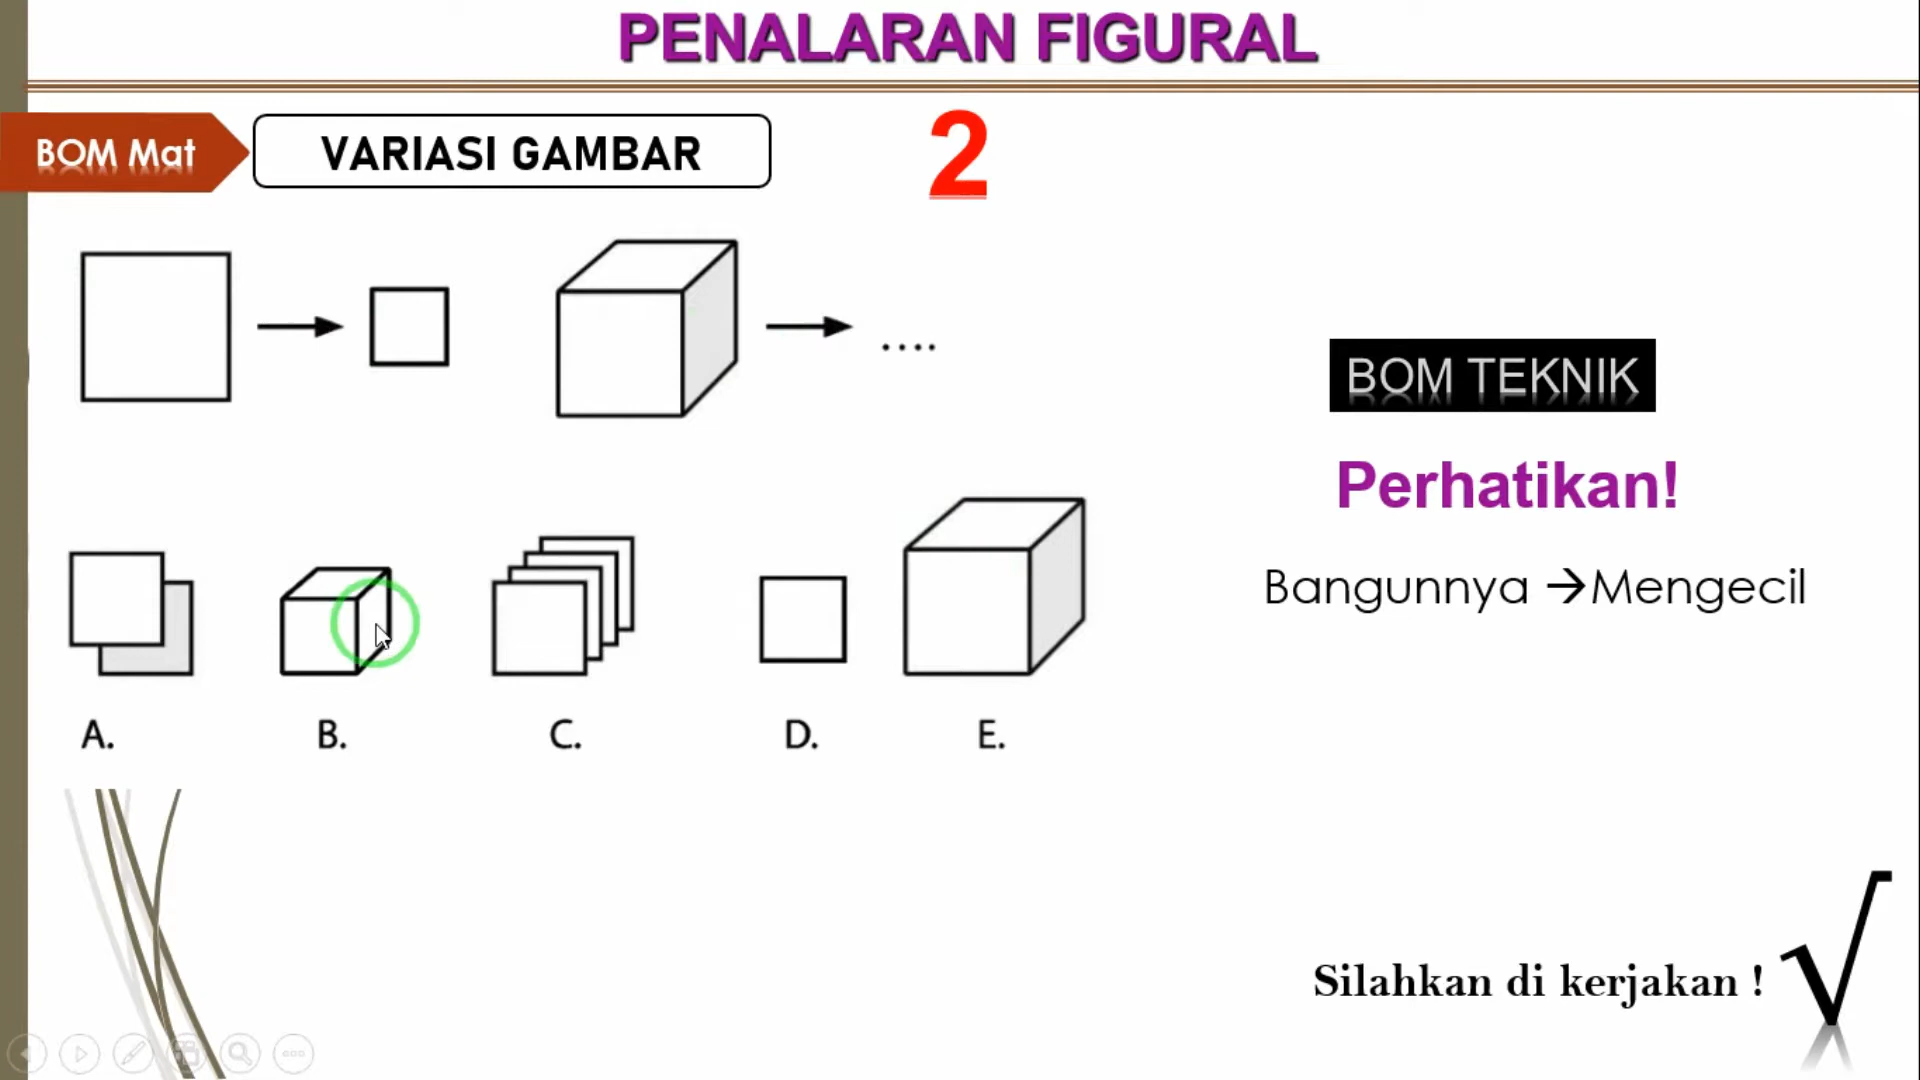 PENALARAN FIGURAL
BOM Mat
VARIASI GAMBAR
2
....
BOM TEKNIK
Perhatikan!
Bangunnya →Mengecil
A.
B.
C.
D.
E.
Silahkan di kerjakan !
√